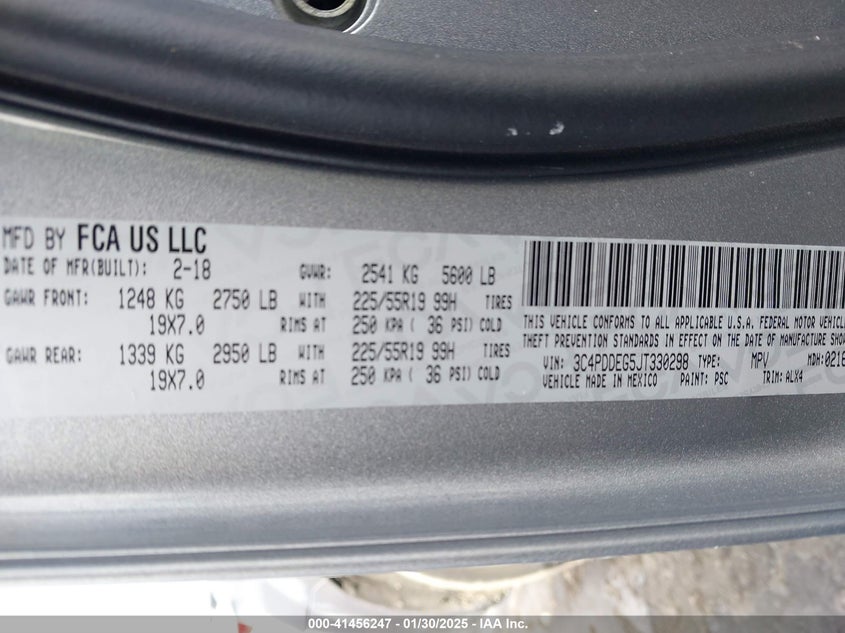 MFD BY FCA US LLC
DATE OF MFR(BUILT): 2-18 GVWR: 2541 KG 5600 LB
GAWR FRONT: 1248 KG 2750 LB WITH 225/55R19 99H TIRES
19X7.0 RIMS AT 250 KPA ( 36 PSI) COLD
GAWR REAR: 1339 KG 2950 LB WITH 225/55R19 99H TIRES
19X7.0 RIMS AT 250 KPA ( 36 PSI) COLD
THIS VEHICLE CONFORMS TO ALL APPLICABLE U.S.A. FEDERAL MOTOR VEHICLE
THEFT PREVENTION STANDARDS IN EFFECT ON THE DATE OF MANUFACTURE SHOW
VIN: 3C4PDDEG5JT330298 TYPE: MPV MDH: 0216
VEHICLE MADE IN MEXICO PAINT: PSC TRIM: ALX4
000-41456247 | 01/30/2025 | IAA Inc.